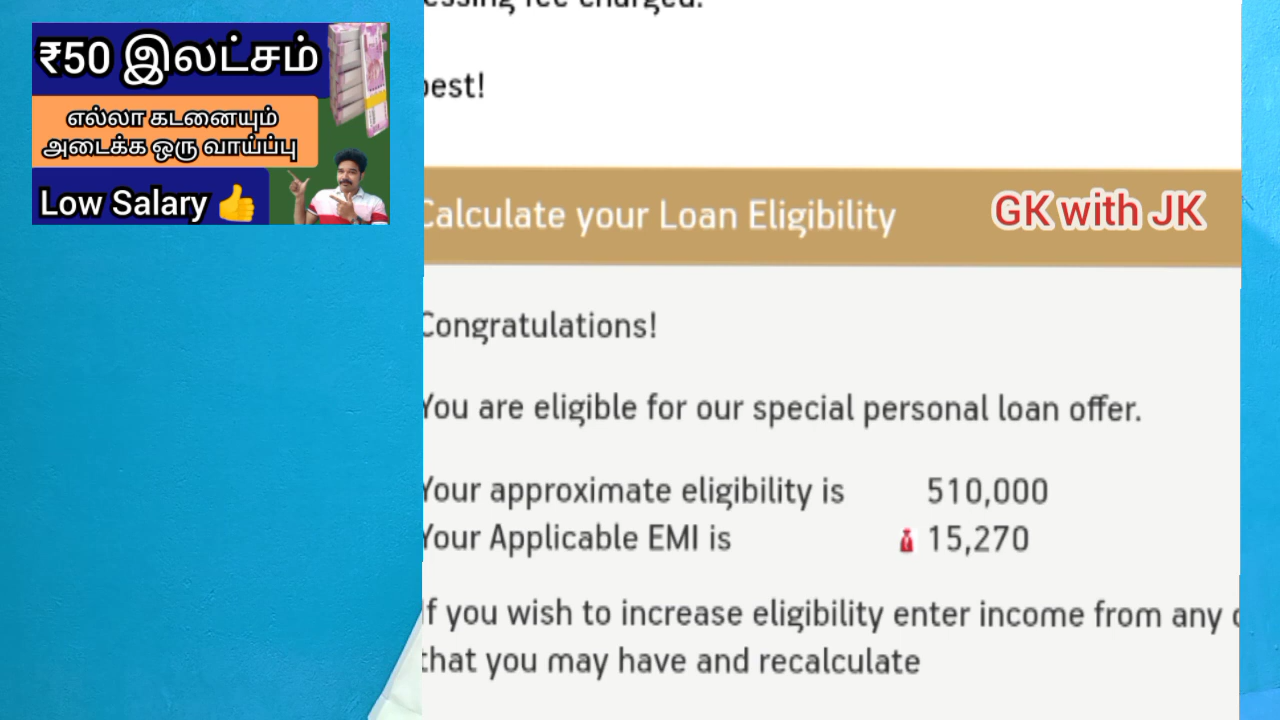 ₹50 இலட்சம்
எல்லா கடனையும்
அடைக்க ஒரு வாய்ப்பு
Low Salary
charged.
best!
Calculate your Loan Eligibility
GK with JK
Congratulations!
You are eligible for our special personal loan offer.
Your approximate eligibility is 510,000
Your Applicable EMI is 15,270
If you wish to increase eligibility enter income from any
that you may have and recalculate